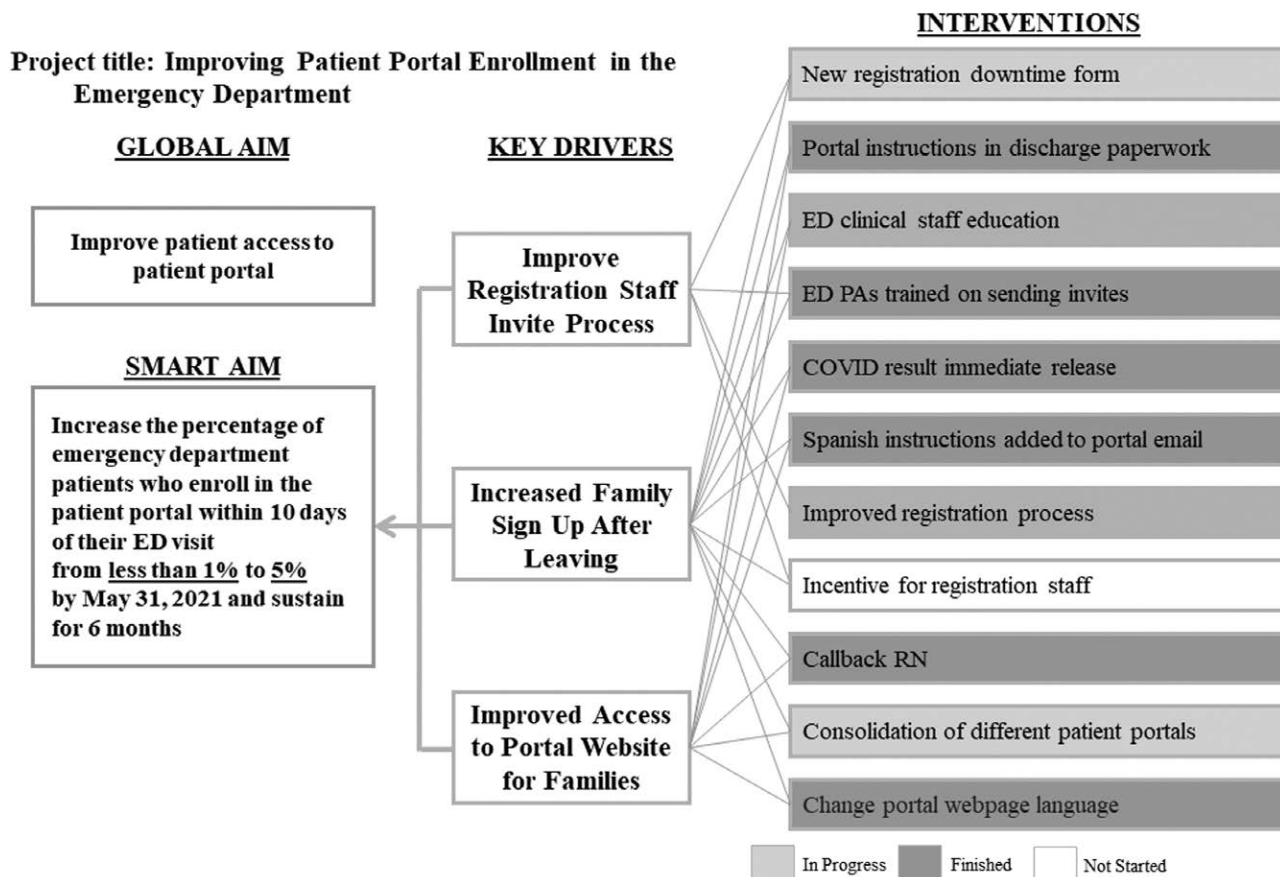 Project title: Improving Patient Portal Enrollment in the
Emergency Department
GLOBAL AIM
Improve patient access to
patient portal
SMART AIM
Increase the percentage of
emergency department
patients who enroll in the
patient portal within 10 days
of their ED visit
from less than 1% to 5%
by May 31, 2021 and sustain
for 6 months
KEY DRIVERS
Improve
Registration Staff
Invite Process
Increased Family
Sign Up After
Leaving
Improved Access
to Portal Website
for Families
INTERVENTIONS
New registration downtime form
Portal instructions in discharge paperwork
ED clinical staff education
ED PAs trained on sending invites
COVID result immediate release
Spanish instructions added to portal email
Improved registration process
Incentive for registration staff
Callback RN
Consolidation of different patient portals
Change portal webpage language
In Progress
Finished
Not Started